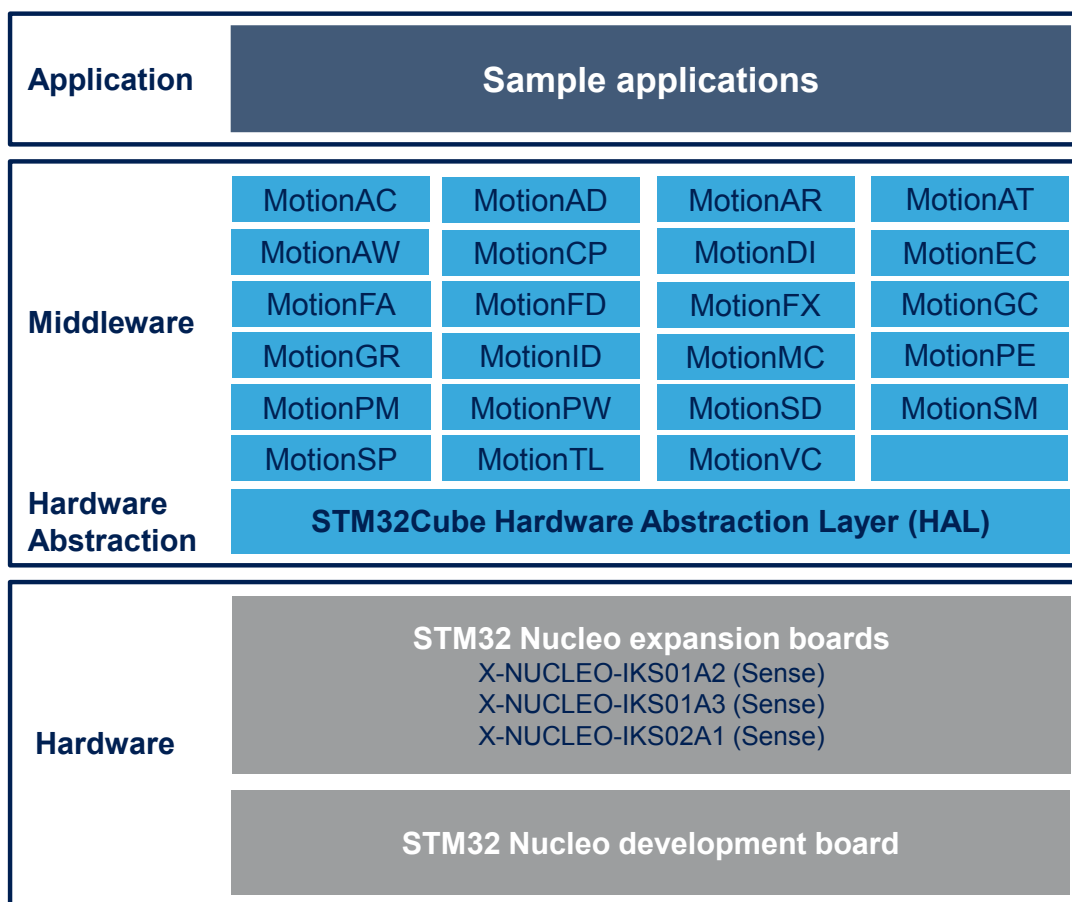 Application
Sample applications
Middleware
MotionAC MotionAD MotionAR MotionAT
MotionAW MotionCP MotionDI MotionEC
MotionFA MotionFD MotionFX MotionGC
MotionGR MotionID MotionMC MotionPE
MotionPM MotionPW MotionSD MotionSM
MotionSP MotionTL MotionVC
Hardware
Abstraction
STM32Cube Hardware Abstraction Layer (HAL)
Hardware
STM32 Nucleo expansion boards
X-NUCLEO-IKS01A2 (Sense)
X-NUCLEO-IKS01A3 (Sense)
X-NUCLEO-IKS02A1 (Sense)
STM32 Nucleo development board